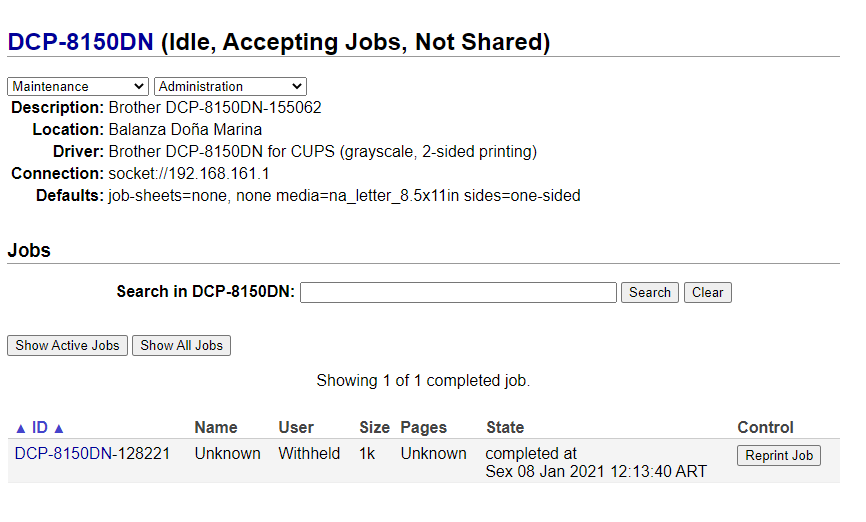 DCP-8150DN (Idle, Accepting Jobs, Not Shared)
Maintenance Administration
Description: Brother DCP-8150DN-155062
Location: Balanza Doña Marina
Driver: Brother DCP-8150DN for CUPS (grayscale, 2-sided printing)
Connection: socket://192.168.161.1
Defaults: job-sheets=none, none media=na_letter_8.5x11in sides=one-sided
Jobs
Search in DCP-8150DN: Search Clear
Show Active Jobs Show All Jobs
Showing 1 of 1 completed job.
▲ ID ▲ Name User Size Pages State Control
DCP-8150DN-128221 Unknown Withheld 1k Unknown completed at Reprint Job
Sex 08 Jan 2021 12:13:40 ART